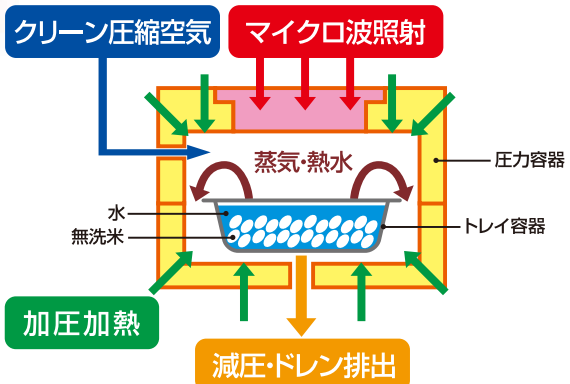 クリーン圧縮空気
マイクロ波照射
蒸気・熱水
圧力容器
水
無洗米
トレイ容器
加圧加熱
減圧・ドレン排出